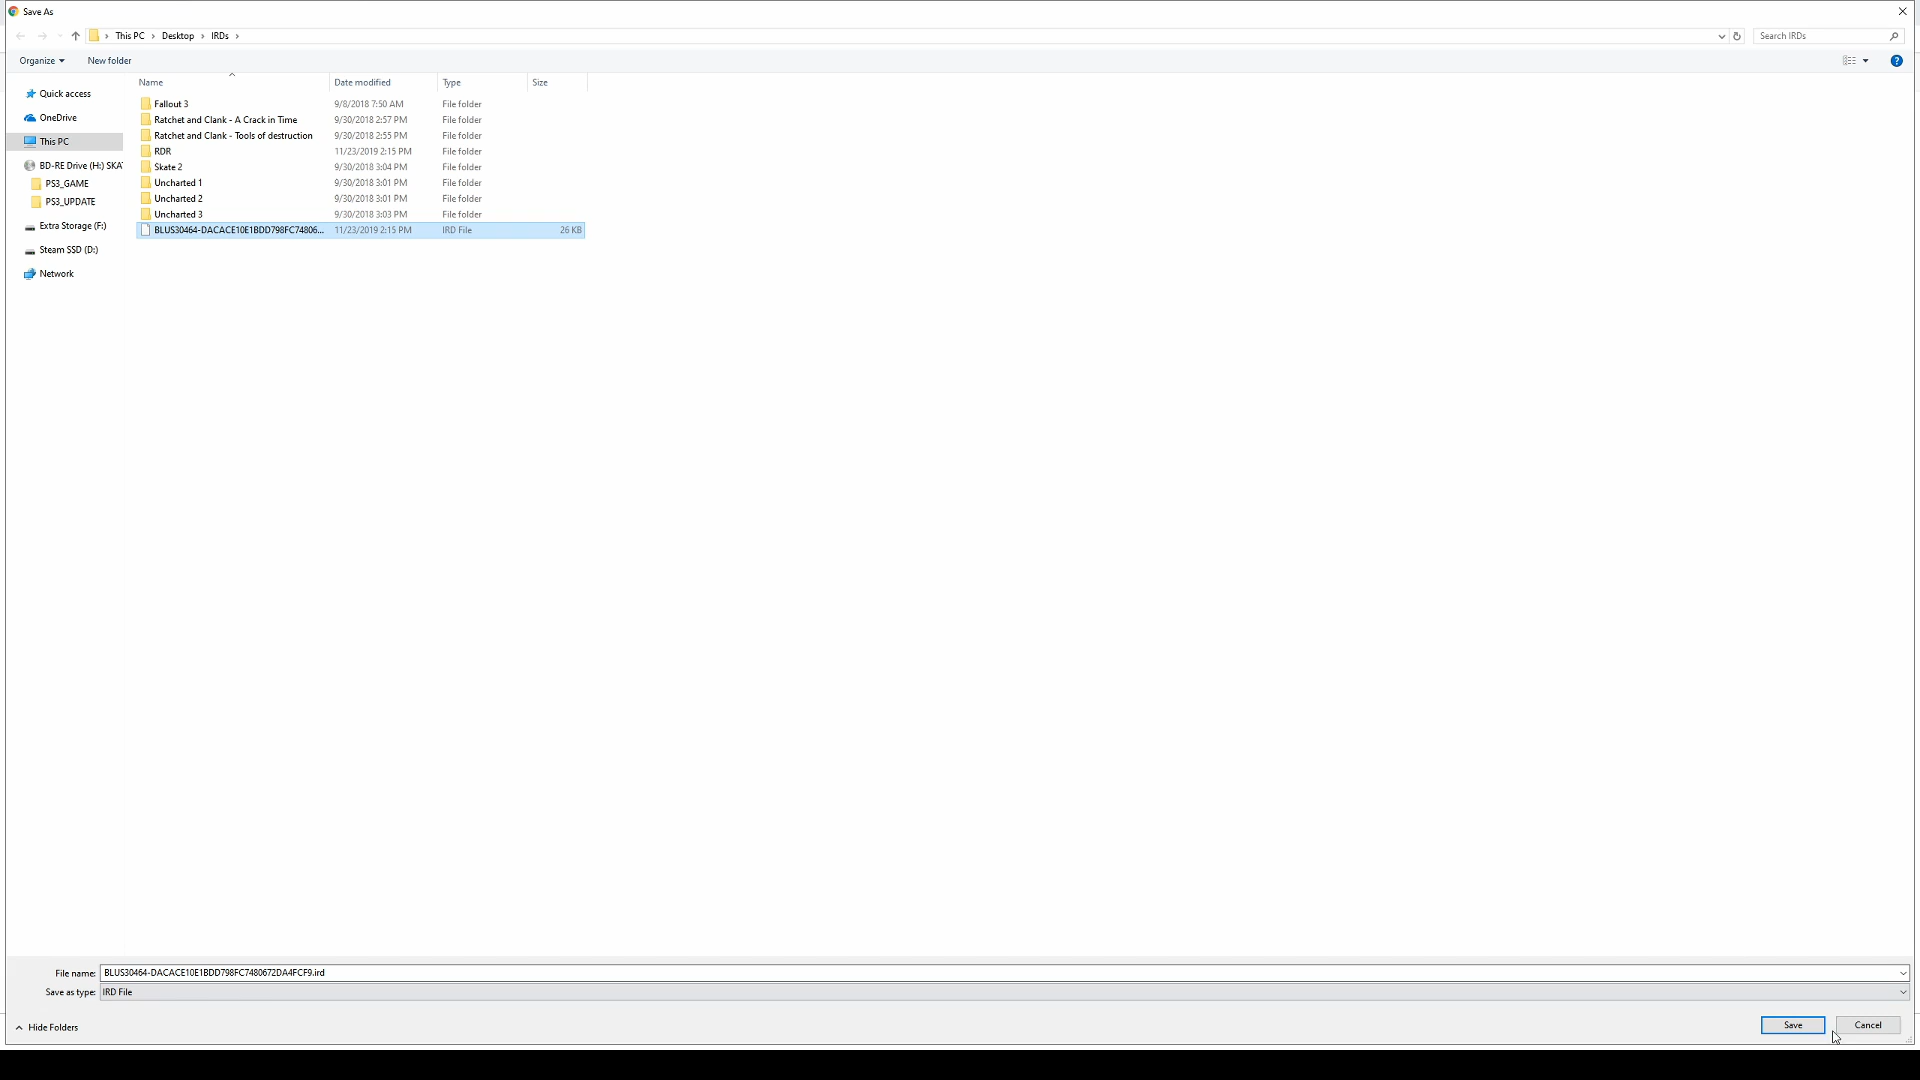 Save As
This PC > Desktop > IRDs >
Search IRDs
Organize
New folder
Name Date modified Type Size
Quick access
OneDrive
This PC
BD-RE Drive (H:) SKA
PS3_GAME
PS3_UPDATE
Extra Storage (F:)
Steam SSD (D:)
Network
Fallout 3 9/8/2018 7:50 AM File folder
Ratchet and Clank - A Crack in Time 9/30/2018 2:57 PM File folder
Ratchet and Clank - Tools of destruction 9/30/2018 2:55 PM File folder
RDR 11/23/2019 2:15 PM File folder
Skate 2 9/30/2018 3:04 PM File folder
Uncharted 1 9/30/2018 3:01 PM File folder
Uncharted 2 9/30/2018 3:01 PM File folder
Uncharted 3 9/30/2018 3:03 PM File folder
BLUS30464-DACACE10E1BDD798FC74806... 11/23/2019 2:15 PM IRD File 26 KB
File name: BLUS30464-DACACE10E1BDD798FC7480672DA4FCF9.ird
Save as type: IRD File
Hide Folders
Save
Cancel